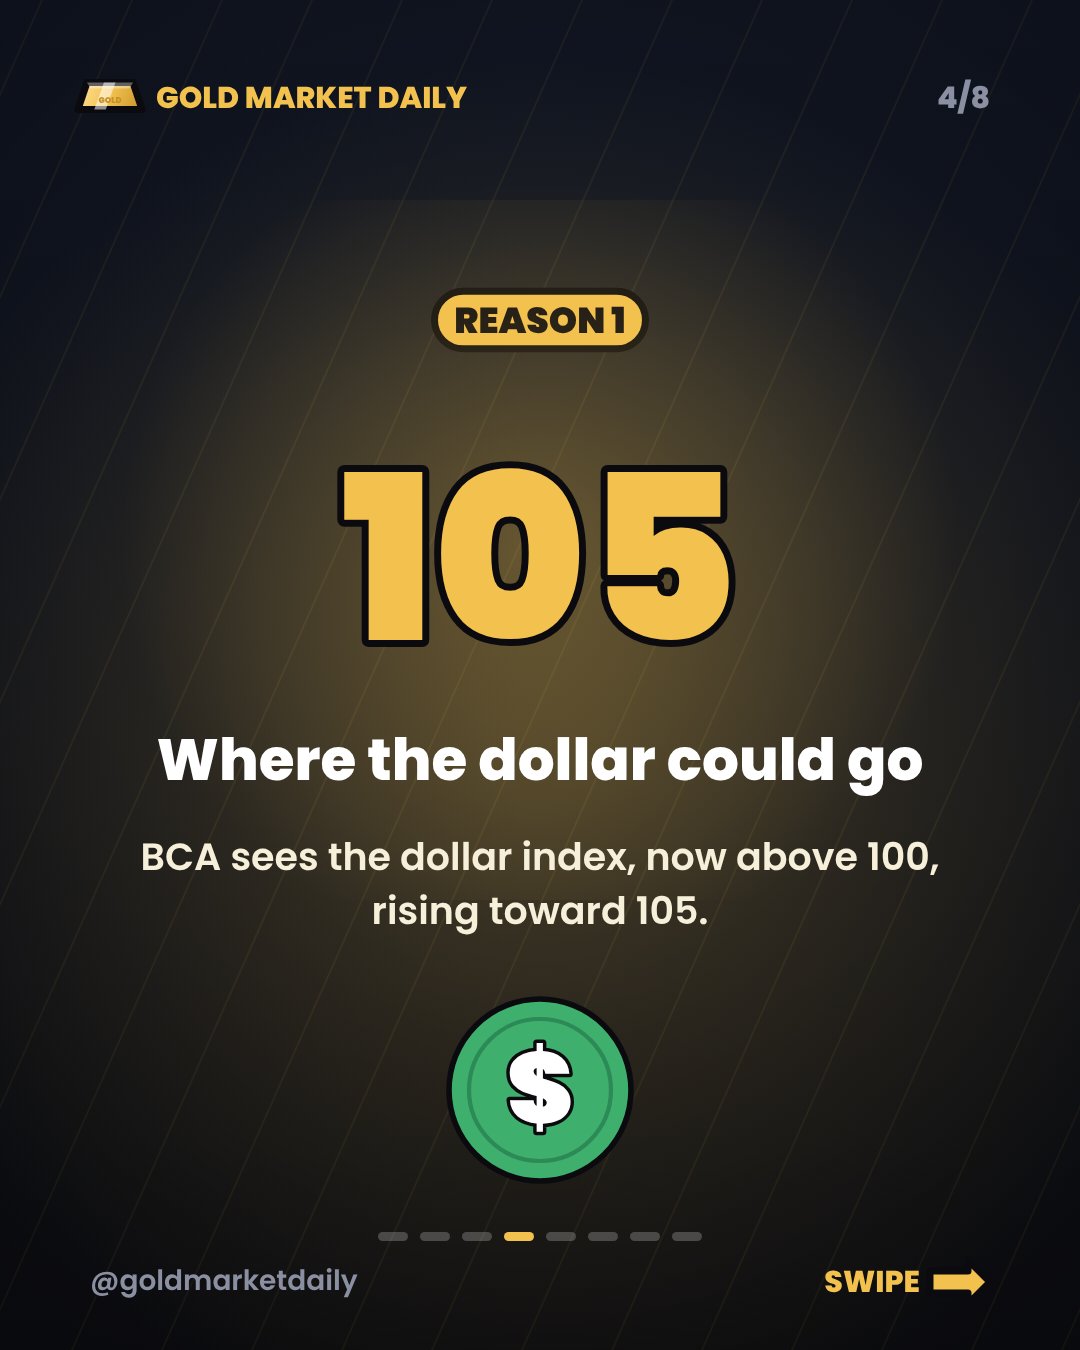 GOLD
GOLD MARKET DAILY
4/8
REASON 1
105
Where the dollar could go
BCA sees the dollar index, now above 100,
rising toward 105.
$
@goldmarketdaily
SWIPE